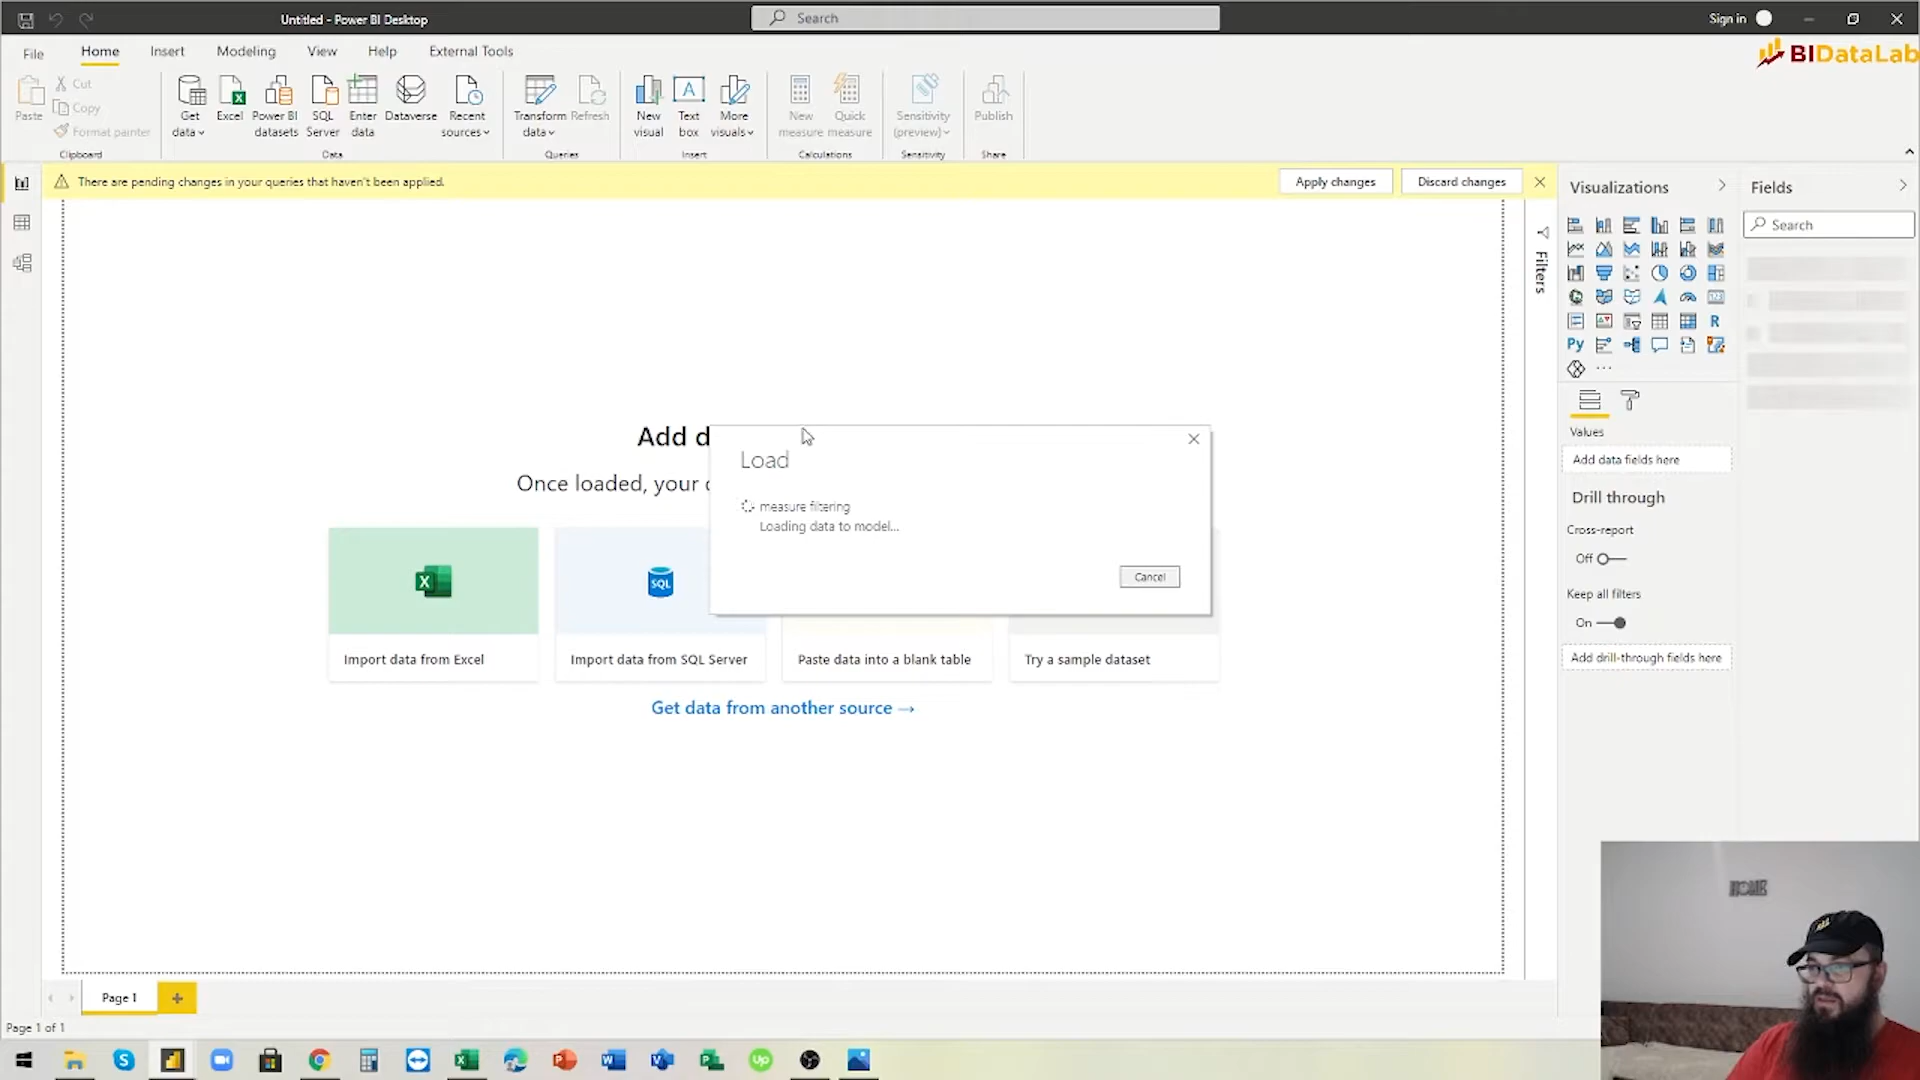 Untitled - Power BI Desktop
Search
Sign in
File
Home
Insert
Modeling
View
Help
External Tools
BIDataLab
Paste
Cut
Copy
Format painter
Clipboard
Get data
Excel
Power BI datasets
SQL Server
Enter data
Dataverse
Recent sources
Data
Transform data
Refresh
Queries
New visual
Text box
More visuals
Insert
New measure
Quick measure
Calculations
Sensitivity (preview)
Sensitivity
Publish
Share
There are pending changes in your queries that haven't been applied.
Apply changes
Discard changes
Filters
Visualizations
R
Py
Values
Add data fields here
Drill through
Cross-report
Off
Keep all filters
On
Add drill-through fields here
Fields
Search
Add d
Once loaded, your
Load
measure filtering
Loading data to model...
Cancel
SQL
Import data from Excel
Import data from SQL Server
Paste data into a blank table
Try a sample dataset
Get data from another source →
HOME
Page 1
Page 1 of 1